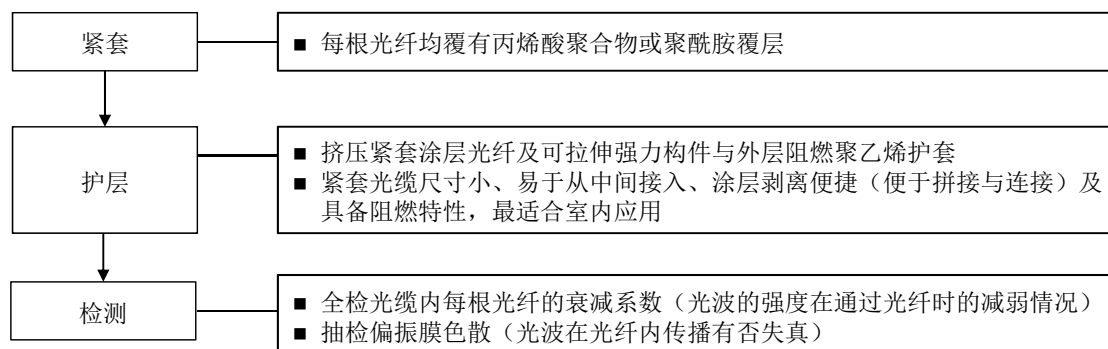 紧套
■ 每根光纤均覆有丙烯酸聚合物或聚酰胺覆层
护层
■ 挤压紧套涂层光纤及可拉伸强力构件与外层阻燃聚乙烯护套
■ 紧套光缆尺寸小、易于从中间接入、涂层剥离便捷（便于拼接与连接）及
具备阻燃特性，最适合室内应用
检测
■ 全检光缆内每根光纤的衰减系数（光波的强度在通过光纤时的减弱情况）
■ 抽检偏振膜色散（光波在光纤内传播有否失真）